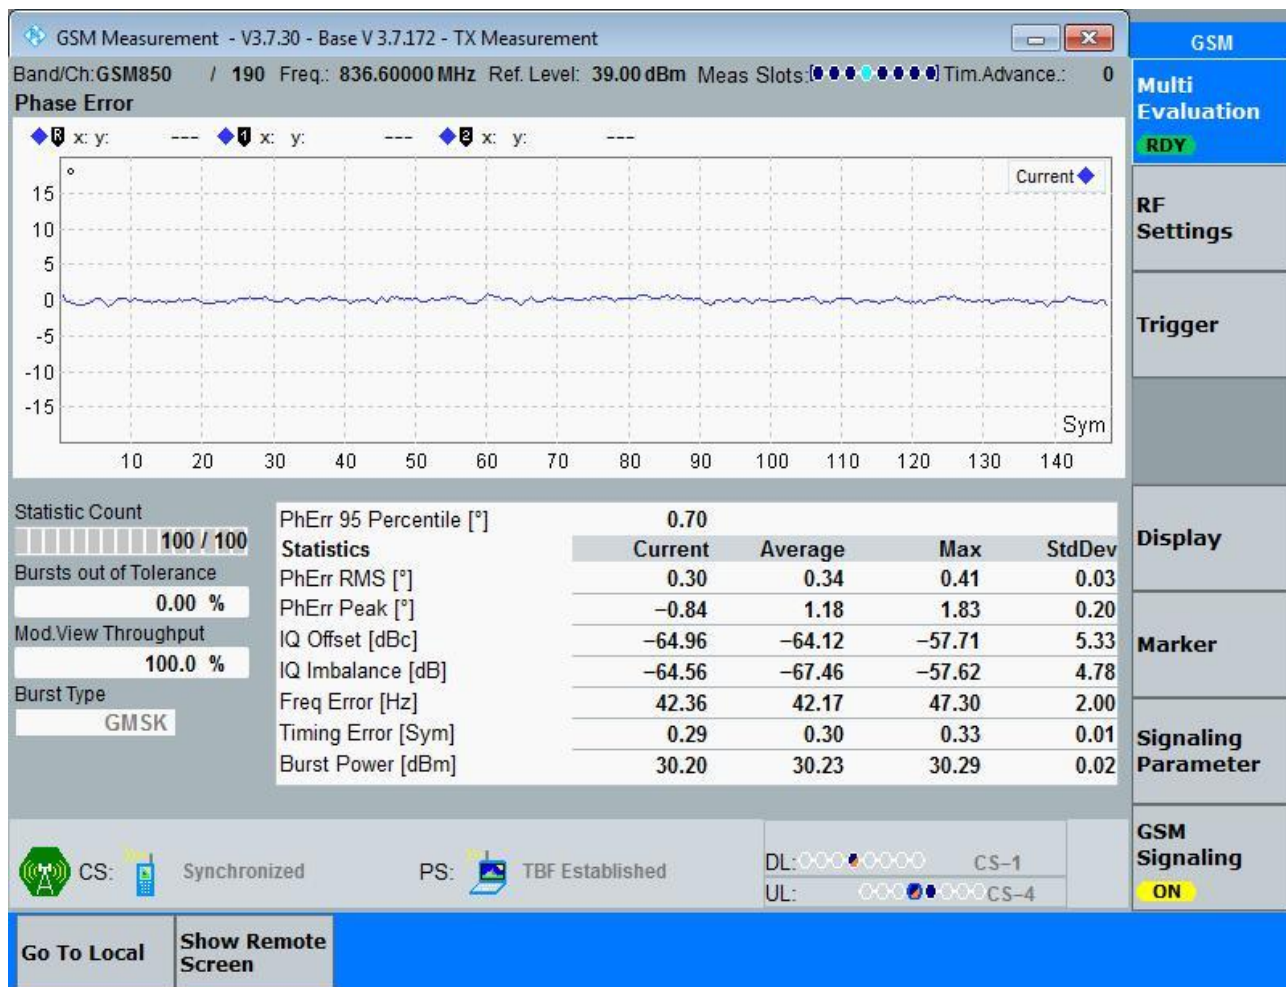 GSM Measurement - V3.7.30 - Base V 3.7.172 - TX Measurement
Band/Ch:GSM850 / 190 Freq.: 836.60000 MHz Ref. Level: 39.00 dBm Meas Slots: Tim.Advance.: 0
Phase Error
R x: y: --- 1 x: y: --- 2 x: y: ---
°
Current
15
10
5
0
-5
-10
-15
Sym
10 20 30 40 50 60 70 80 90 100 110 120 130 140
Statistic Count
100 / 100
Bursts out of Tolerance
0.00 %
Mod.View Throughput
100.0 %
Burst Type
GMSK
PhErr 95 Percentile [°] 0.70
Statistics Current Average Max StdDev
PhErr RMS [°] 0.30 0.34 0.41 0.03
PhErr Peak [°] −0.84 1.18 1.83 0.20
IQ Offset [dBc] −64.96 −64.12 −57.71 5.33
IQ Imbalance [dB] −64.56 −67.46 −57.62 4.78
Freq Error [Hz] 42.36 42.17 47.30 2.00
Timing Error [Sym] 0.29 0.30 0.33 0.01
Burst Power [dBm] 30.20 30.23 30.29 0.02
CS: Synchronized PS: TBF Established
DL: CS−1
UL: CS−4
GSM
Multi
Evaluation
RDY
RF
Settings
Trigger
Display
Marker
Signaling
Parameter
GSM
Signaling
ON
Go To Local
Show Remote
Screen